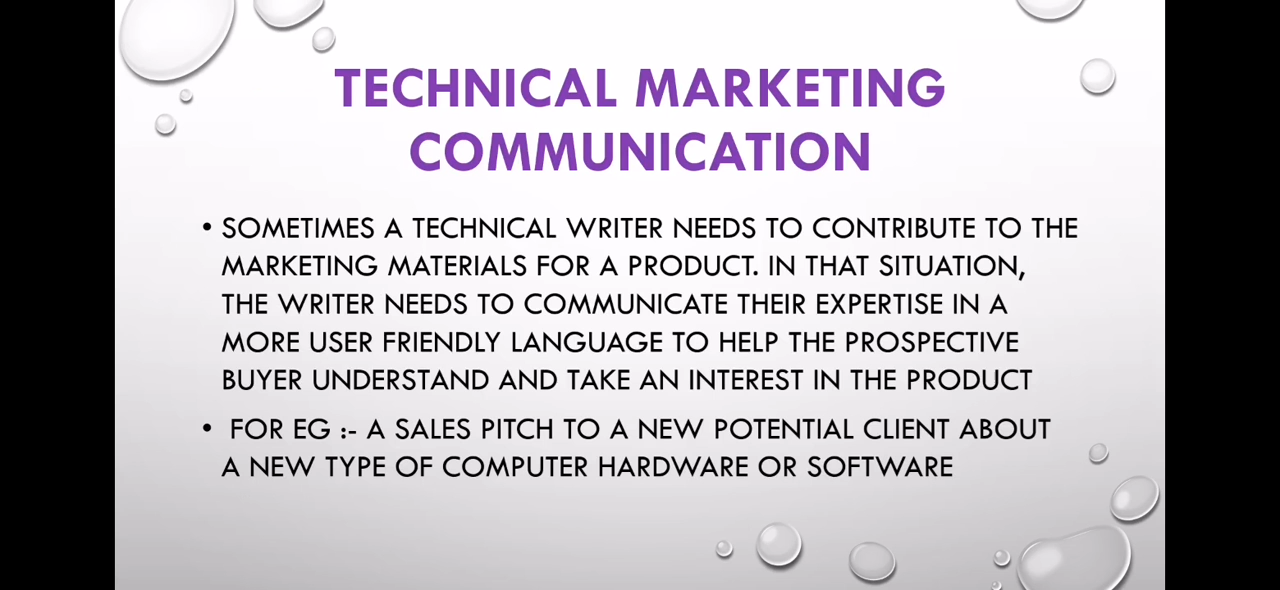 TECHNICAL MARKETING
COMMUNICATION
• SOMETIMES A TECHNICAL WRITER NEEDS TO CONTRIBUTE TO THE
MARKETING MATERIALS FOR A PRODUCT. IN THAT SITUATION,
THE WRITER NEEDS TO COMMUNICATE THEIR EXPERTISE IN A
MORE USER FRIENDLY LANGUAGE TO HELP THE PROSPECTIVE
BUYER UNDERSTAND AND TAKE AN INTEREST IN THE PRODUCT
• FOR EG :- A SALES PITCH TO A NEW POTENTIAL CLIENT ABOUT
A NEW TYPE OF COMPUTER HARDWARE OR SOFTWARE